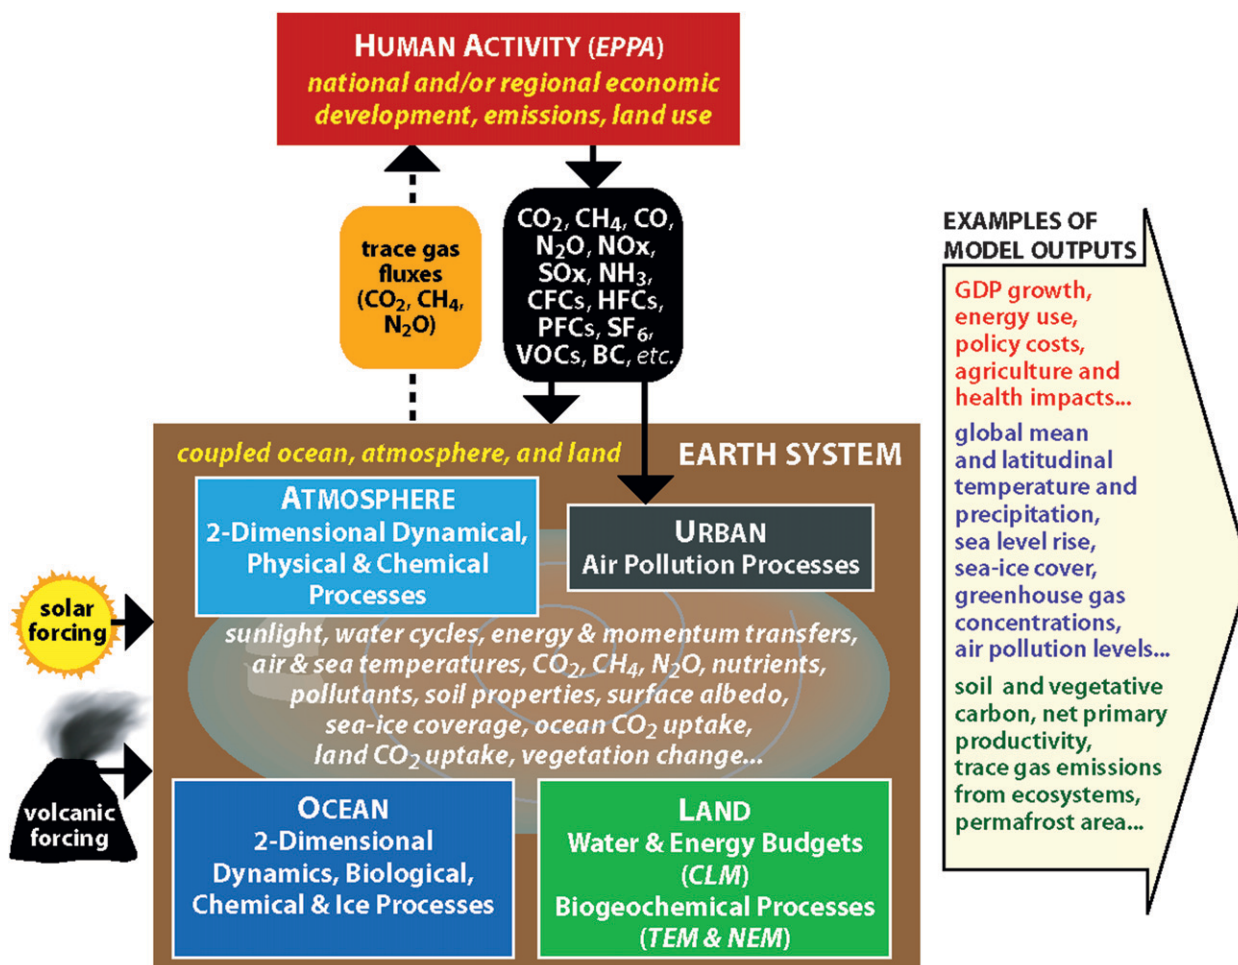 HUMAN ACTIVITY (EPPA)
national and/or regional economic
development, emissions, land use
trace gas
fluxes
(CO₂, CH₄,
N₂O)
CO₂, CH₄, CO,
N₂O, NOx,
SOx, NH₃,
CFCs, HFCs,
PFCs, SF₆,
VOCs, BC, etc.
coupled ocean, atmosphere, and land
EARTH SYSTEM
ATMOSPHERE
2-Dimensional Dynamical,
Physical & Chemical
Processes
URBAN
Air Pollution Processes
solar
forcing
sunlight, water cycles, energy & momentum transfers,
air & sea temperatures, CO₂, CH₄, N₂O, nutrients,
pollutants, soil properties, surface albedo,
sea-ice coverage, ocean CO₂ uptake,
land CO₂ uptake, vegetation change...
volcanic
forcing
OCEAN
2-Dimensional
Dynamics, Biological,
Chemical & Ice Processes
LAND
Water & Energy Budgets
(CLM)
Biogeochemical Processes
(TEM & NEM)
EXAMPLES OF
MODEL OUTPUTS
GDP growth,
energy use,
policy costs,
agriculture and
health impacts...
global mean
and latitudinal
temperature and
precipitation,
sea level rise,
sea-ice cover,
greenhouse gas
concentrations,
air pollution levels...
soil and vegetative
carbon, net primary
productivity,
trace gas emissions
from ecosystems,
permafrost area...